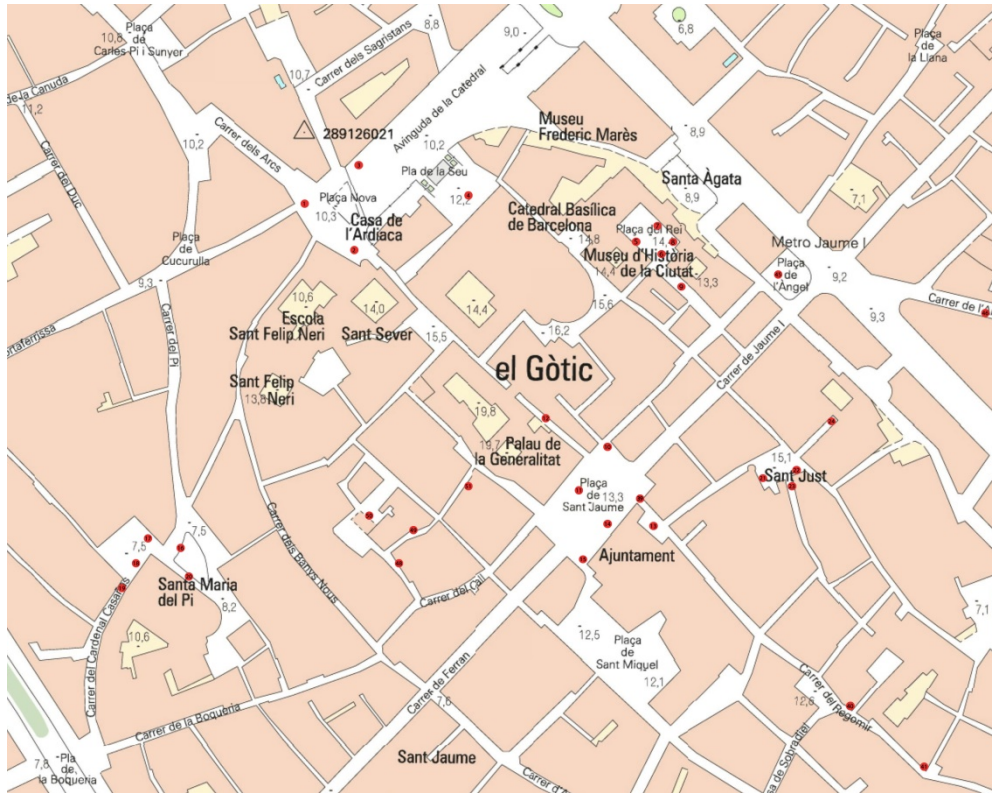 Plaça
de
Carles Pi i Sunyer
10,8
Carrer dels Sagristans
8,8
9,0
6,8
Plaça
de
la Llana
de la Canuda
11,2
10,7
Avinguda de la Catedral
289126021
10,2
Carrer dels Arcs
10,2
Museu
Frederic Marès
8,9
Pla de la Seu
12,2
Santa Àgata
8,9
7,1
Carrer del Duc
Plaça Nova
10,3
Casa de
l'Ardiaca
Catedral Basílica
de Barcelona
14,8
Plaça del Rei
14,4
Museu d'Història
de la Ciutat
14,4
13,3
Metro Jaume I
Plaça
de
l'Àngel
9,2
Plaça
de
Cucurulla
9,3
10,6
Escola
Sant Felip Neri
14,0
Sant Sever
14,4
15,6
15,5
16,2
9,3
Carrer de l'A
ortaferrissa
Carrer del Pi
Carrer de Jaume I
el Gòtic
Sant Felip
Neri
13,8
19,8
19,7
Palau de
la Generalitat
15,1
Sant Just
Plaça
de
Sant Jaume
13,3
Carrer dels Banys Nous
7,5
7,5
Ajuntament
Santa Maria
del Pi
8,2
Carrer del Call
Carrer del Cardenal Casañas
10,6
12,5
Plaça
de
Sant Miquel
12,1
7,1
Carrer de Ferran
7,6
12,6
Carrer del Regomir
Carrer de la Boqueria
Sant Jaume
sa de Sobradiel
7,8
Pla
de
la Boqueria
Carrer d'A